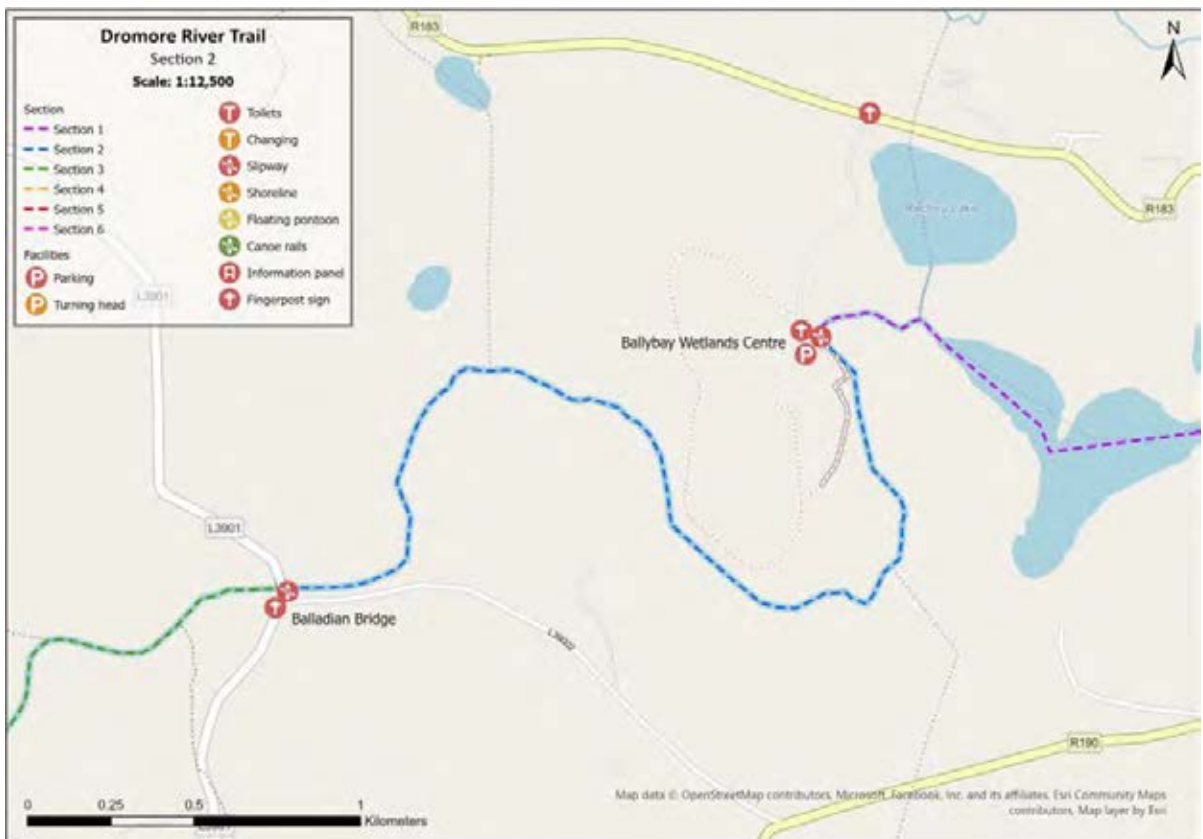 Dromore River Trail
Section 2
Scale: 1:12,500
Section
Section 1
Section 2
Section 3
Section 4
Section 5
Section 6
Facilities
P Parking
P Turning head
T Toilets
T Changing
Slipway
Shoreline
Floating pontoon
Canoe rails
Information panel
Fingerpost sign
R183
N
R183
L3901
Lake
Ballybay Wetlands Centre
P
L3901
Balladian Bridge
R190
0 0.25 0.5 1
Kilometers
L3901
Map data © OpenStreetMap contributors, Microsoft, Facebook, Inc. and its affiliates, Esri Community Maps
contributors, Map layer by Esri